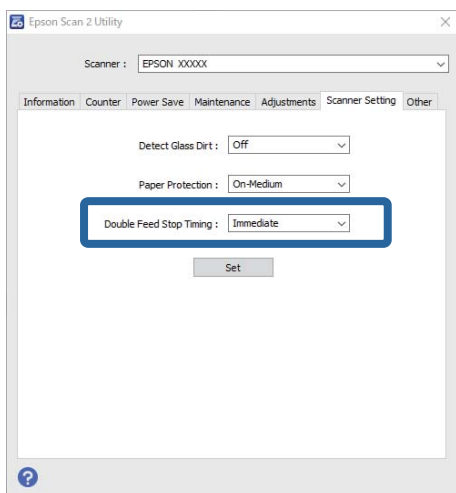 Epson Scan 2 Utility
Scanner : EPSON XXXXX
Information Counter Power Save Maintenance Adjustments Scanner Setting Other
Detect Glass Dirt : Off
Paper Protection : On-Medium
Double Feed Stop Timing : Immediate
Set
?